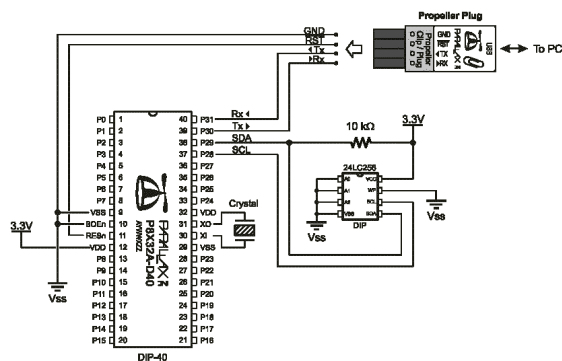 Propeller Plug
GND
RST
Tx
Rx
Propeller Clip / Plug
GND
RST
TX
RX
PARALLAX
USB
To PC
P0 1
P1 2
P2 3
P3 4
P4 5
P5 6
P6 7
P7 8
VSS 9
BOEn 10
RESn 11
VDD 12
P8 13
P9 14
P10 15
P11 16
P12 17
P13 18
P14 19
P15 20
PARALLAX
P8X32A-D40
40 P31
39 P30
38 P29
37 P28
36 P27
35 P26
34 P25
33 P24
32 VDD
31 XO
30 XI
29 VSS
28 P23
27 P22
26 P21
25 P20
24 P19
23 P18
22 P17
21 P16
DIP-40
Rx
Tx
SDA
SCL
Crystal
3.3V
Vss
10 kΩ
3.3V
24LC256
A0 VCC
A1 WP
A2 SCL
VSS SDA
DIP
Vss
Vss